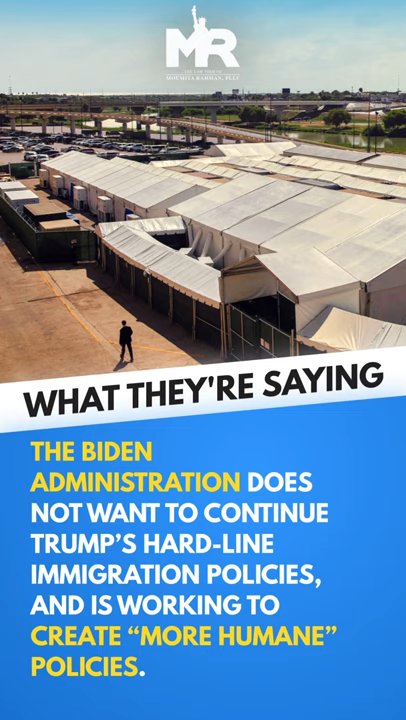 MR
THE LAW FIRM OF
MOUMITA RAHMAN, PLLC
WHAT THEY'RE SAYING
THE BIDEN
ADMINISTRATION DOES
NOT WANT TO CONTINUE
TRUMP’S HARD-LINE
IMMIGRATION POLICIES,
AND IS WORKING TO
CREATE “MORE HUMANE”
POLICIES.